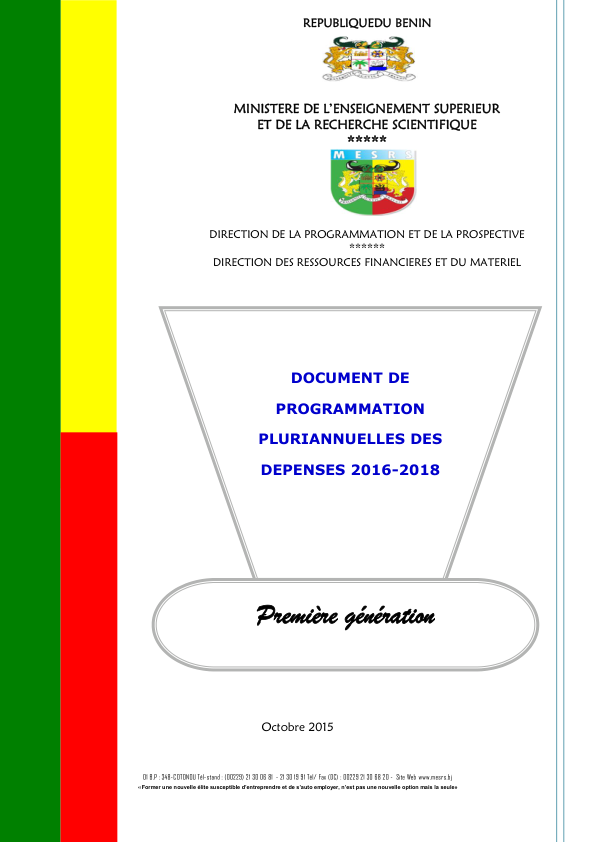 REPUBLIQUEDU BENIN
MINISTERE DE L'ENSEIGNEMENT SUPERIEUR
ET DE LA RECHERCHE SCIENTIFIQUE
*****
M E S R S
DIRECTION DE LA PROGRAMMATION ET DE LA PROSPECTIVE
******
DIRECTION DES RESSOURCES FINANCIERES ET DU MATERIEL
DOCUMENT DE
PROGRAMMATION
PLURIANNUELLES DES
DEPENSES 2016-2018
Première génération
Octobre 2015
01 B.P : 348-COTONOU Tél-stand : (00229) 21 30 06 81 - 21 30 19 91 Tel/ Fax (DC) : 00229 21 30 68 20 - Site Web www.mesrs.bj
«Former une nouvelle élite susceptible d'entreprendre et de s'auto employer, n'est pas une nouvelle option mais la seule»